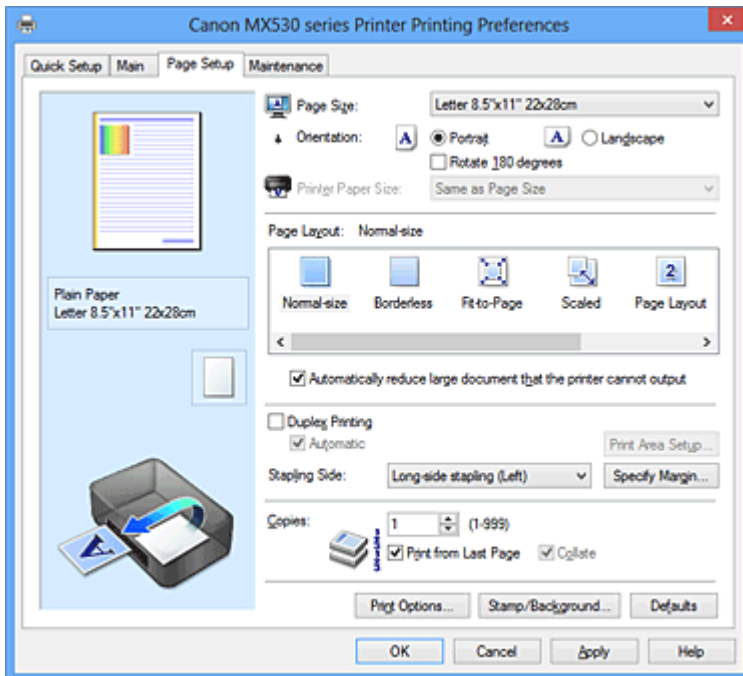 Canon MX530 series Printer Printing Preferences
Quick Setup Main Page Setup Maintenance
Page Size: Letter 8.5"x11" 22x28cm
Orientation: A Portrait A Landscape
Rotate 180 degrees
Printer Paper Size: Same as Page Size
Page Layout: Normal-size
Normal-size Borderless Fit-to-Page Scaled Page Layout
Plain Paper
Letter 8.5"x11" 22x28cm
Automatically reduce large document that the printer cannot output
Duplex Printing
Automatic
Print Area Setup...
Stapling Side: Long-side stapling (Left) Specify Margin...
Copies: 1 (1-999)
Print from Last Page Collate
Print Options... Stamp/Background... Defaults
OK Cancel Apply Help